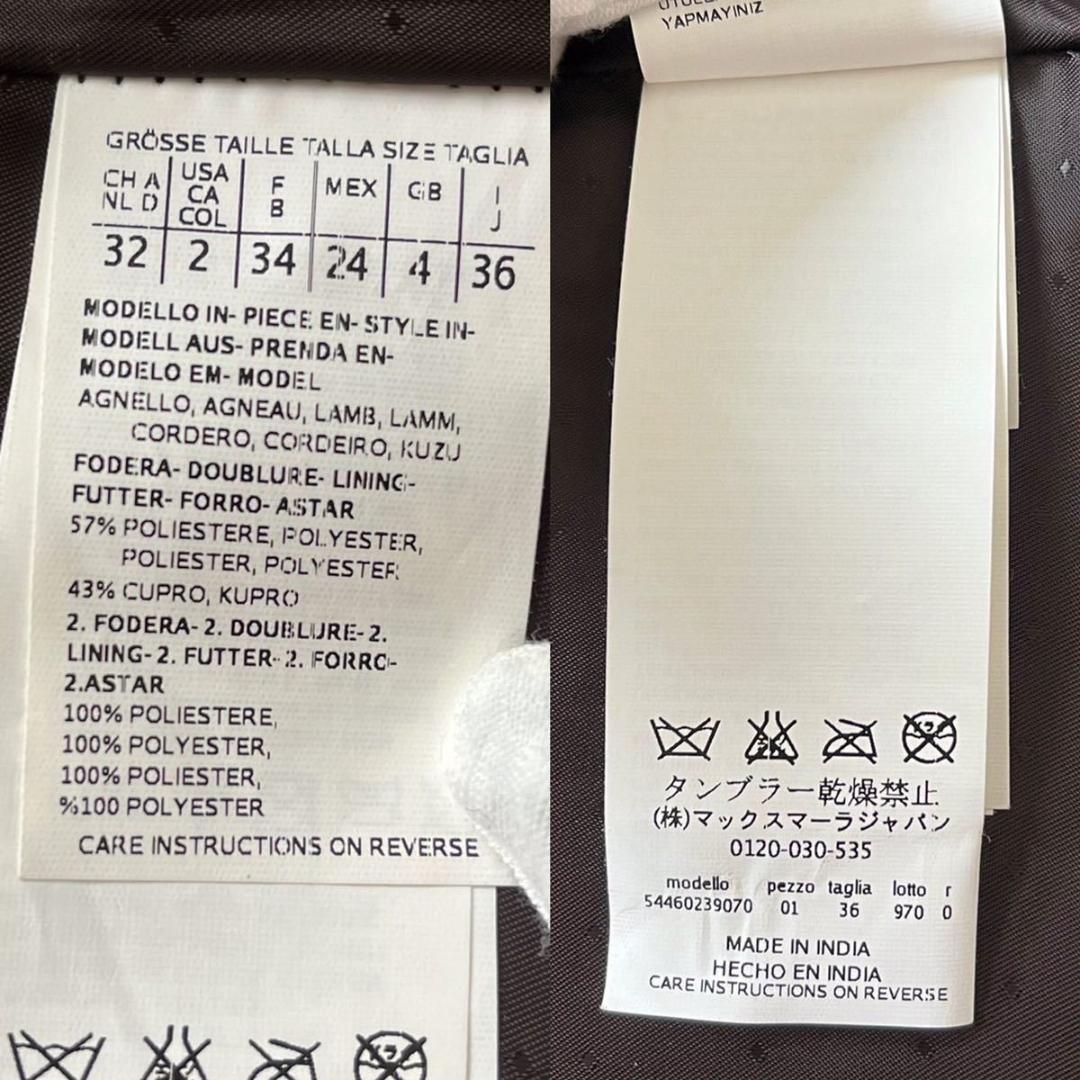 GRÖSSE TAILLE TALLA SIZE TAGLIA
CH A NL D USA CA COL F B MEX GB I J
32 2 34 24 4 36
MODELLO IN- PIECE EN- STYLE IN-
MODELL AUS- PRENDA EN-
MODELO EM- MODEL
AGNELLO, AGNEAU, LAMB, LAMM,
CORDERO, CORDEIRO, KUZU
FODERA- DOUBLURE- LINING-
FUTTER- FORRO- ASTAR
57% POLIESTERE, POLYESTER,
POLIESTER, POLYESTER
43% CUPRO, KUPRO
2. FODERA- 2. DOUBLURE- 2.
LINING- 2. FUTTER- 2. FORRO-
2.ASTAR
100% POLIESTERE,
100% POLYESTER,
100% POLIESTER,
%100 POLYESTER
CARE INSTRUCTIONS ON REVERSE
YAPMAYINIZ
タンブラー乾燥禁止
(株)マックスマーラジャパン
0120-030-535
modello pezzo taglia lotto r
54460239070 01 36 970 0
MADE IN INDIA
HECHO EN INDIA
CARE INSTRUCTIONS ON REVERSE